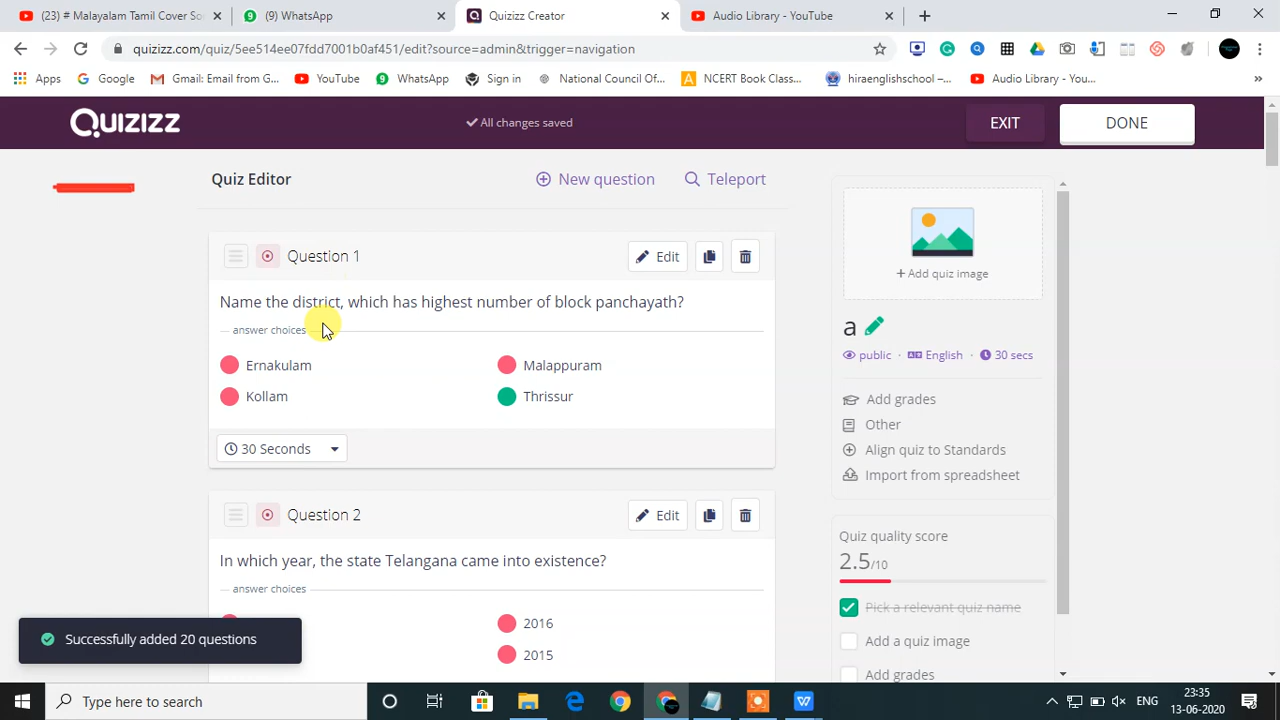 (23) # Malayalam Tamil Cover So
(9) WhatsApp
Quizizz Creator
Audio Library - YouTube
quizizz.com/quiz/5ee514ee07fdd7001b0af451/edit?source=admin&trigger=navigation
Apps
Google
Gmail: Email from G...
YouTube
WhatsApp
Sign in
National Council Of...
NCERT Book Class...
hiraenglishschool –...
Audio Library - You...
Quizizz
All changes saved
EXIT
DONE
Quiz Editor
New question
Teleport
Question 1
Edit
Name the district, which has highest number of block panchayath?
answer choices
Ernakulam
Malappuram
Kollam
Thrissur
30 Seconds
Question 2
Edit
In which year, the state Telangana came into existence?
answer choices
2016
2015
Successfully added 20 questions
+ Add quiz image
a
public · English · 30 secs
Add grades
Other
Align quiz to Standards
Import from spreadsheet
Quiz quality score
2.5/10
Pick a relevant quiz name
Add a quiz image
Add grades
Type here to search
ENG
23:35
13-06-2020